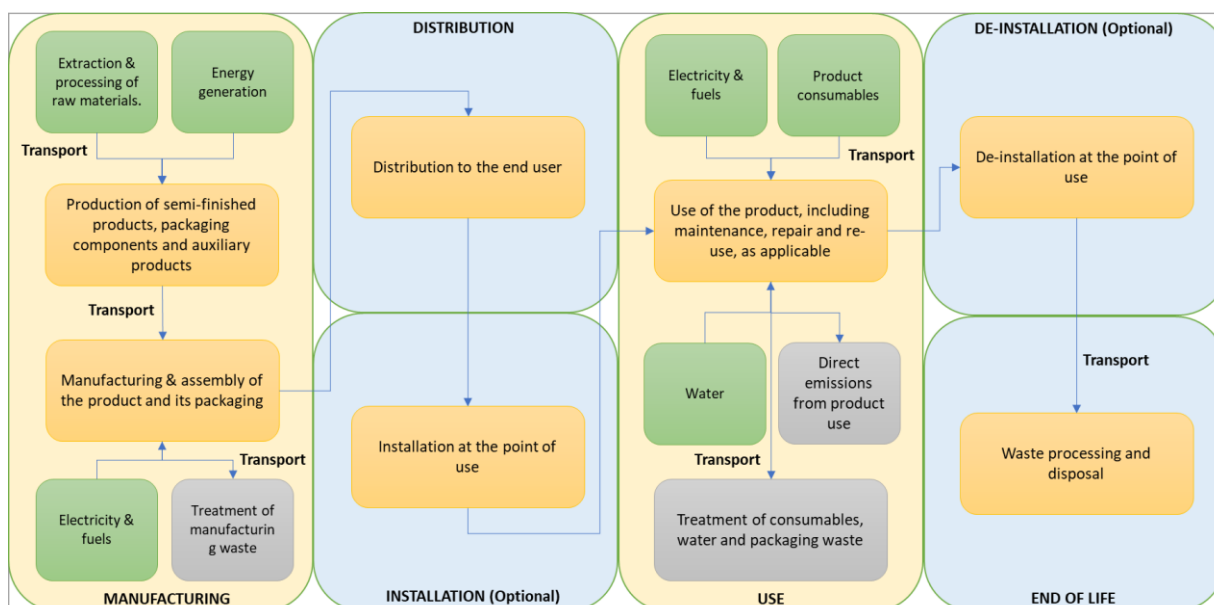 Extraction &
processing of
raw materials.
Energy
generation
Transport
Production of semi-finished
products, packaging
components and auxiliary
products
Transport
Manufacturing & assembly of
the product and its packaging
Transport
Electricity &
fuels
Treatment of
manufacturin
g waste
MANUFACTURING
DISTRIBUTION
Distribution to the end user
Installation at the point of
use
INSTALLATION (Optional)
Electricity &
fuels
Product
consumables
Transport
Use of the product, including
maintenance, repair and re-
use, as applicable
Water
Direct
emissions
from product
use
Transport
Treatment of consumables,
water and packaging waste
USE
DE-INSTALLATION (Optional)
De-installation at the point of
use
Transport
Waste processing and
disposal
END OF LIFE